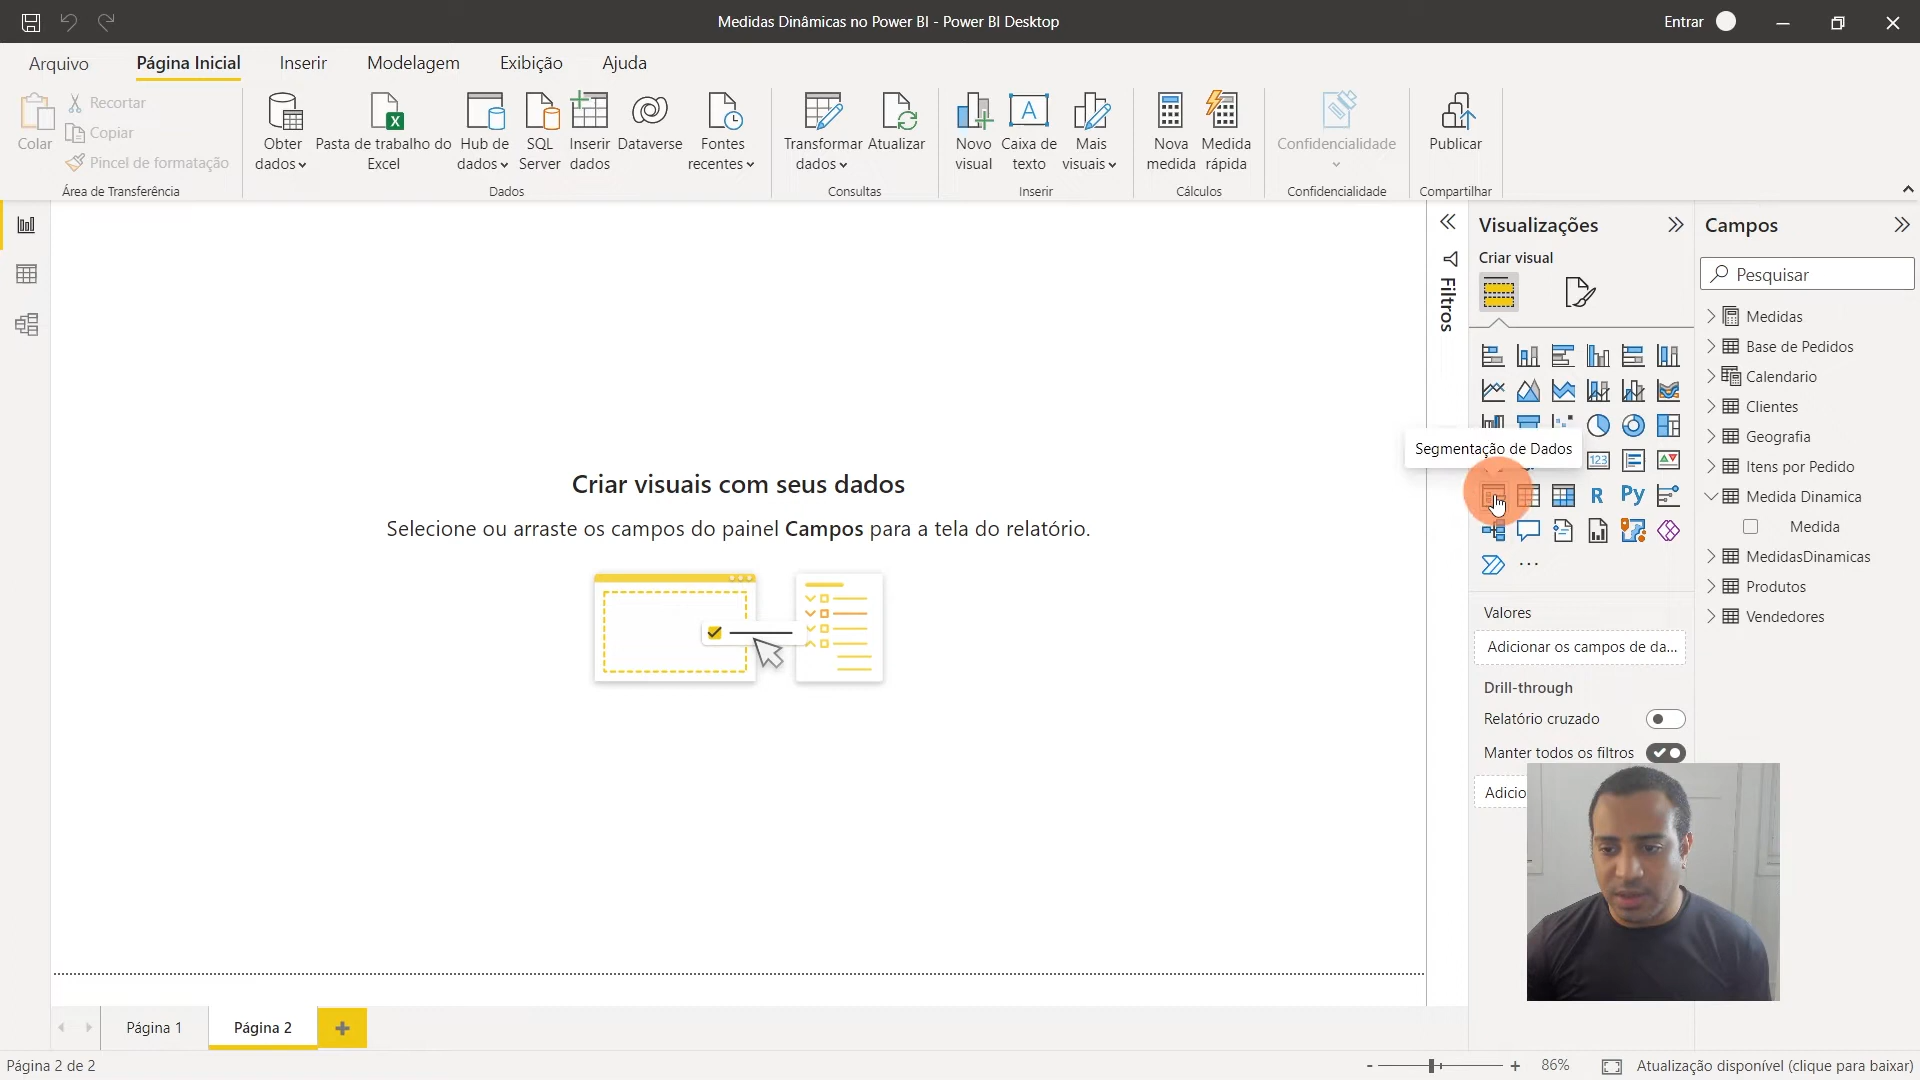 Medidas Dinâmicas no Power BI - Power BI Desktop
Entrar
Arquivo
Página Inicial
Inserir
Modelagem
Exibição
Ajuda
Colar
Recortar
Copiar
Pincel de formatação
Área de Transferência
Obter dados
Pasta de trabalho do Excel
Hub de dados
SQL Server
Inserir dados
Dataverse
Fontes recentes
Dados
Transformar dados
Atualizar
Consultas
Novo visual
Caixa de texto
Mais visuais
Inserir
Nova medida
Medida rápida
Cálculos
Confidencialidade
Confidencialidade
Publicar
Compartilhar
Criar visuais com seus dados
Selecione ou arraste os campos do painel Campos para a tela do relatório.
Filtros
Visualizações
Criar visual
Segmentação de Dados
123
R
Py
Valores
Adicionar os campos de da...
Drill-through
Relatório cruzado
Manter todos os filtros
Adicio
Campos
Pesquisar
Medidas
Base de Pedidos
Calendario
Clientes
Geografia
Itens por Pedido
Medida Dinamica
Medida
MedidasDinamicas
Produtos
Vendedores
Página 1
Página 2
Página 2 de 2
- + 86%
Atualização disponível (clique para baixar)